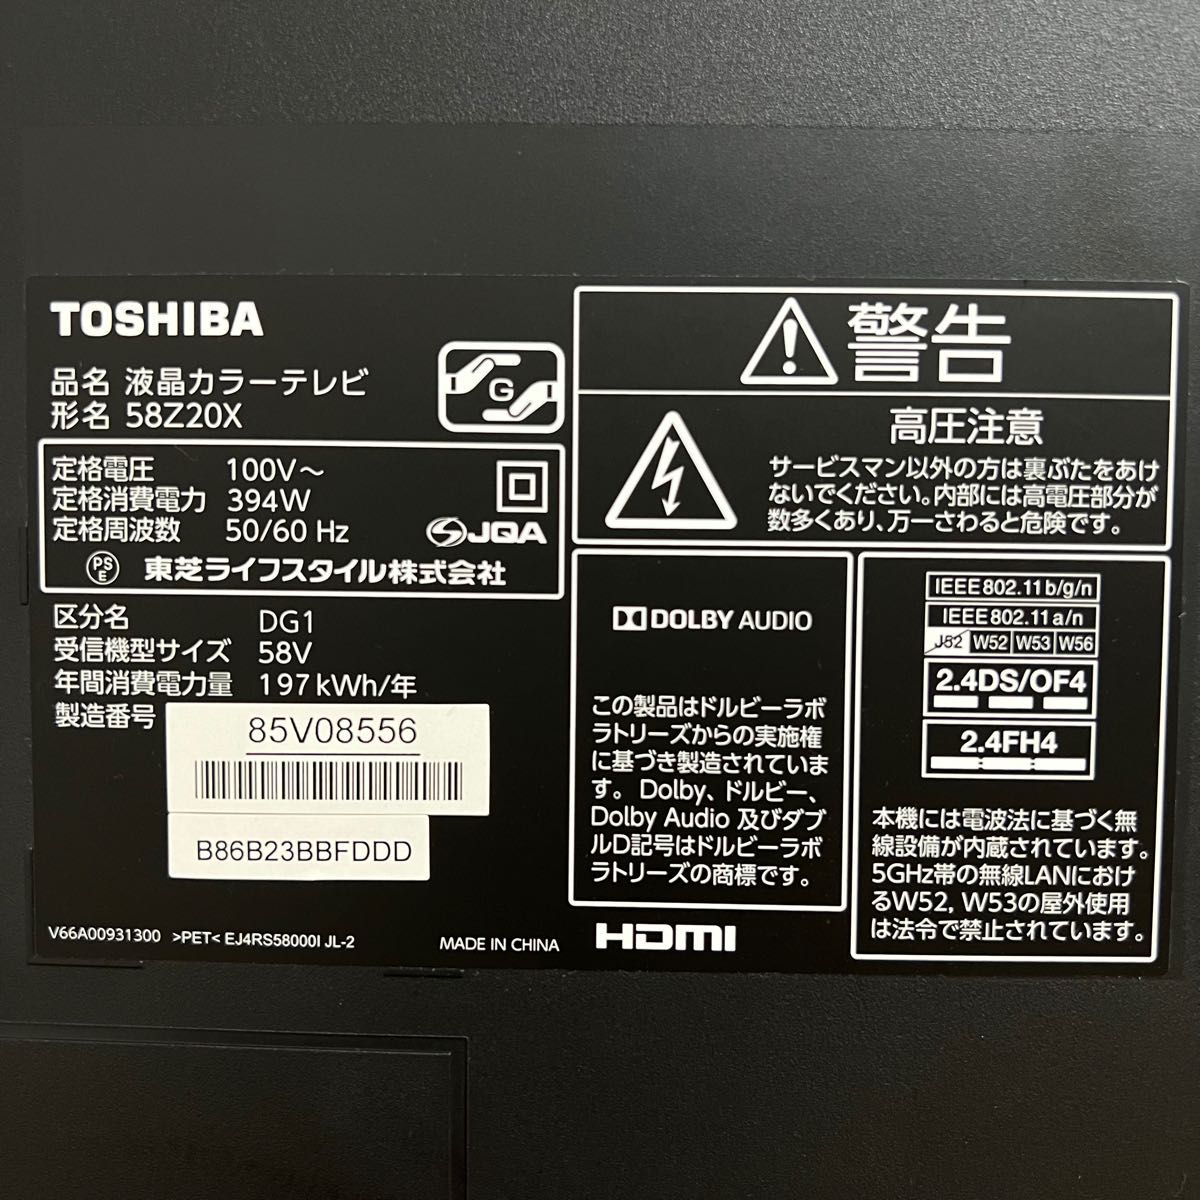 TOSHIBA
品名 液晶カラーテレビ
形名 58Z20X
G
定格電圧 100V～
定格消費電力 394W
定格周波数 50/60 Hz
JQA
PS
E
東芝ライフスタイル株式会社
区分名 DG1
受信機型サイズ 58V
年間消費電力量 197kWh/年
製造番号
85V08556
B86B23BBFDDD
V66A00931300 >PET< EJ4RS58000I JL-2
MADE IN CHINA
警告
高圧注意
サービスマン以外の方は裏ぶたをあけ
ないでください。内部には高電圧部分が
数多くあり、万一さわると危険です。
DOLBY AUDIO
この製品はドルビーラボ
ラトリーズからの実施権
に基づき製造されていま
す。Dolby、ドルビー、
Dolby Audio 及びダブ
ルD記号はドルビーラボ
ラトリーズの商標です。
HDMI
IEEE802.11b/g/n
IEEE802.11a/n
J52 W52 W53 W56
2.4DS/OF4
2.4FH4
本機には電波法に基づく無
線設備が内蔵されています。
5GHz帯の無線LANにおけ
るW52, W53の屋外使用
は法令で禁止されています。